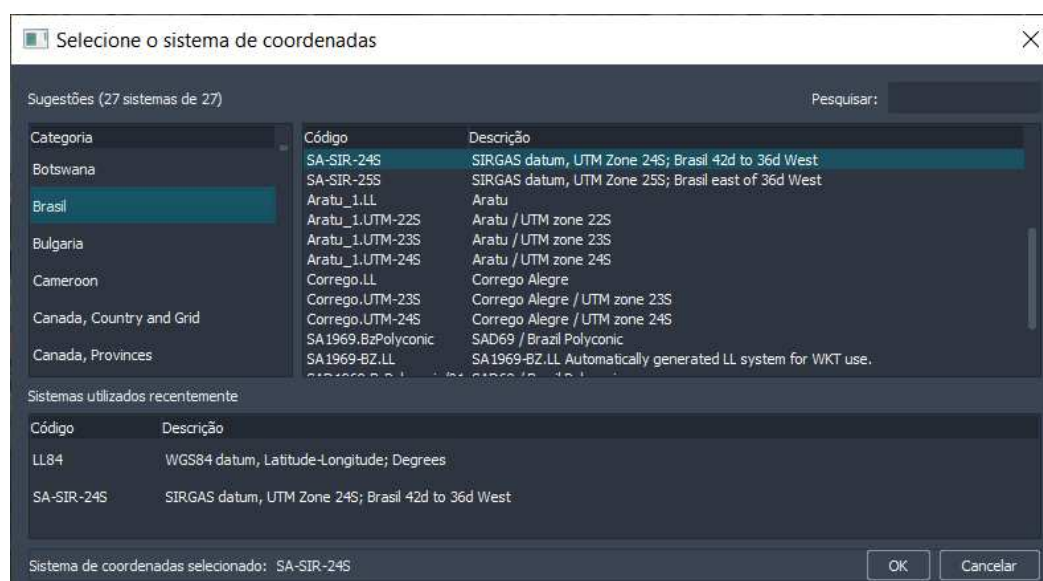 Selecione o sistema de coordenadas
Sugestões (27 sistemas de 27) Pesquisar:
Categoria
Botswana
Brasil
Bulgaria
Cameroon
Canada, Country and Grid
Canada, Provinces
Código Descrição
SA-SIR-24S SIRGAS datum, UTM Zone 24S; Brasil 42d to 36d West
SA-SIR-25S SIRGAS datum, UTM Zone 25S; Brasil east of 36d West
Aratu_1.LL Aratu
Aratu_1.UTM-22S Aratu / UTM zone 22S
Aratu_1.UTM-23S Aratu / UTM zone 23S
Aratu_1.UTM-24S Aratu / UTM zone 24S
Corrego.LL Corrego Alegre
Corrego.UTM-23S Corrego Alegre / UTM zone 23S
Corrego.UTM-24S Corrego Alegre / UTM zone 24S
SA1969.BzPolyconic SAD69 / Brazil Polyconic
SA1969-BZ.LL SA1969-BZ.LL Automatically generated LL system for WKT use.
Sistemas utilizados recentemente
Código Descrição
LL84 WGS84 datum, Latitude-Longitude; Degrees
SA-SIR-24S SIRGAS datum, UTM Zone 24S; Brasil 42d to 36d West
Sistema de coordenadas selecionado: SA-SIR-24S OK Cancelar